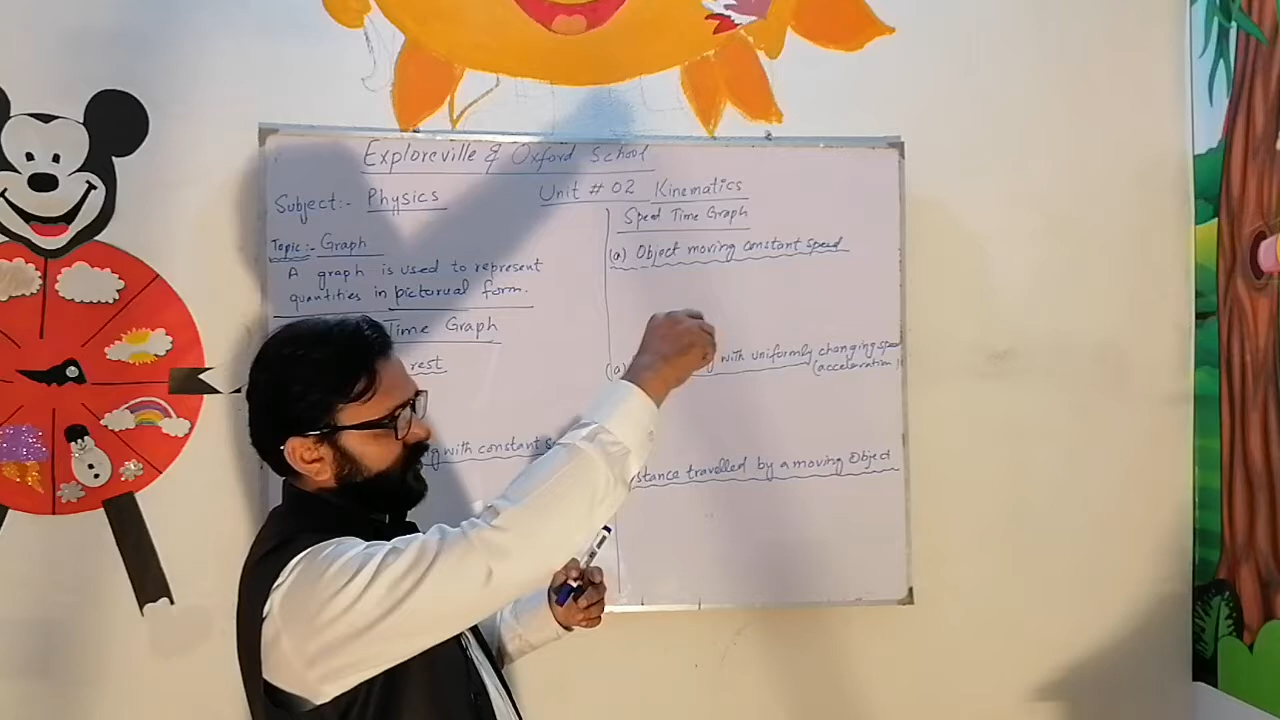 Exploreville & Oxford School
Subject:- Physics
Unit # 02 Kinematics
Topic:- Graph
A graph is used to represent
quantities in pictorial form.
Time Graph
rest
with constant
Speed Time Graph
(a) Object moving constant speed
(a) with uniformly changing speed
(acceleration)
travelled by a moving Object